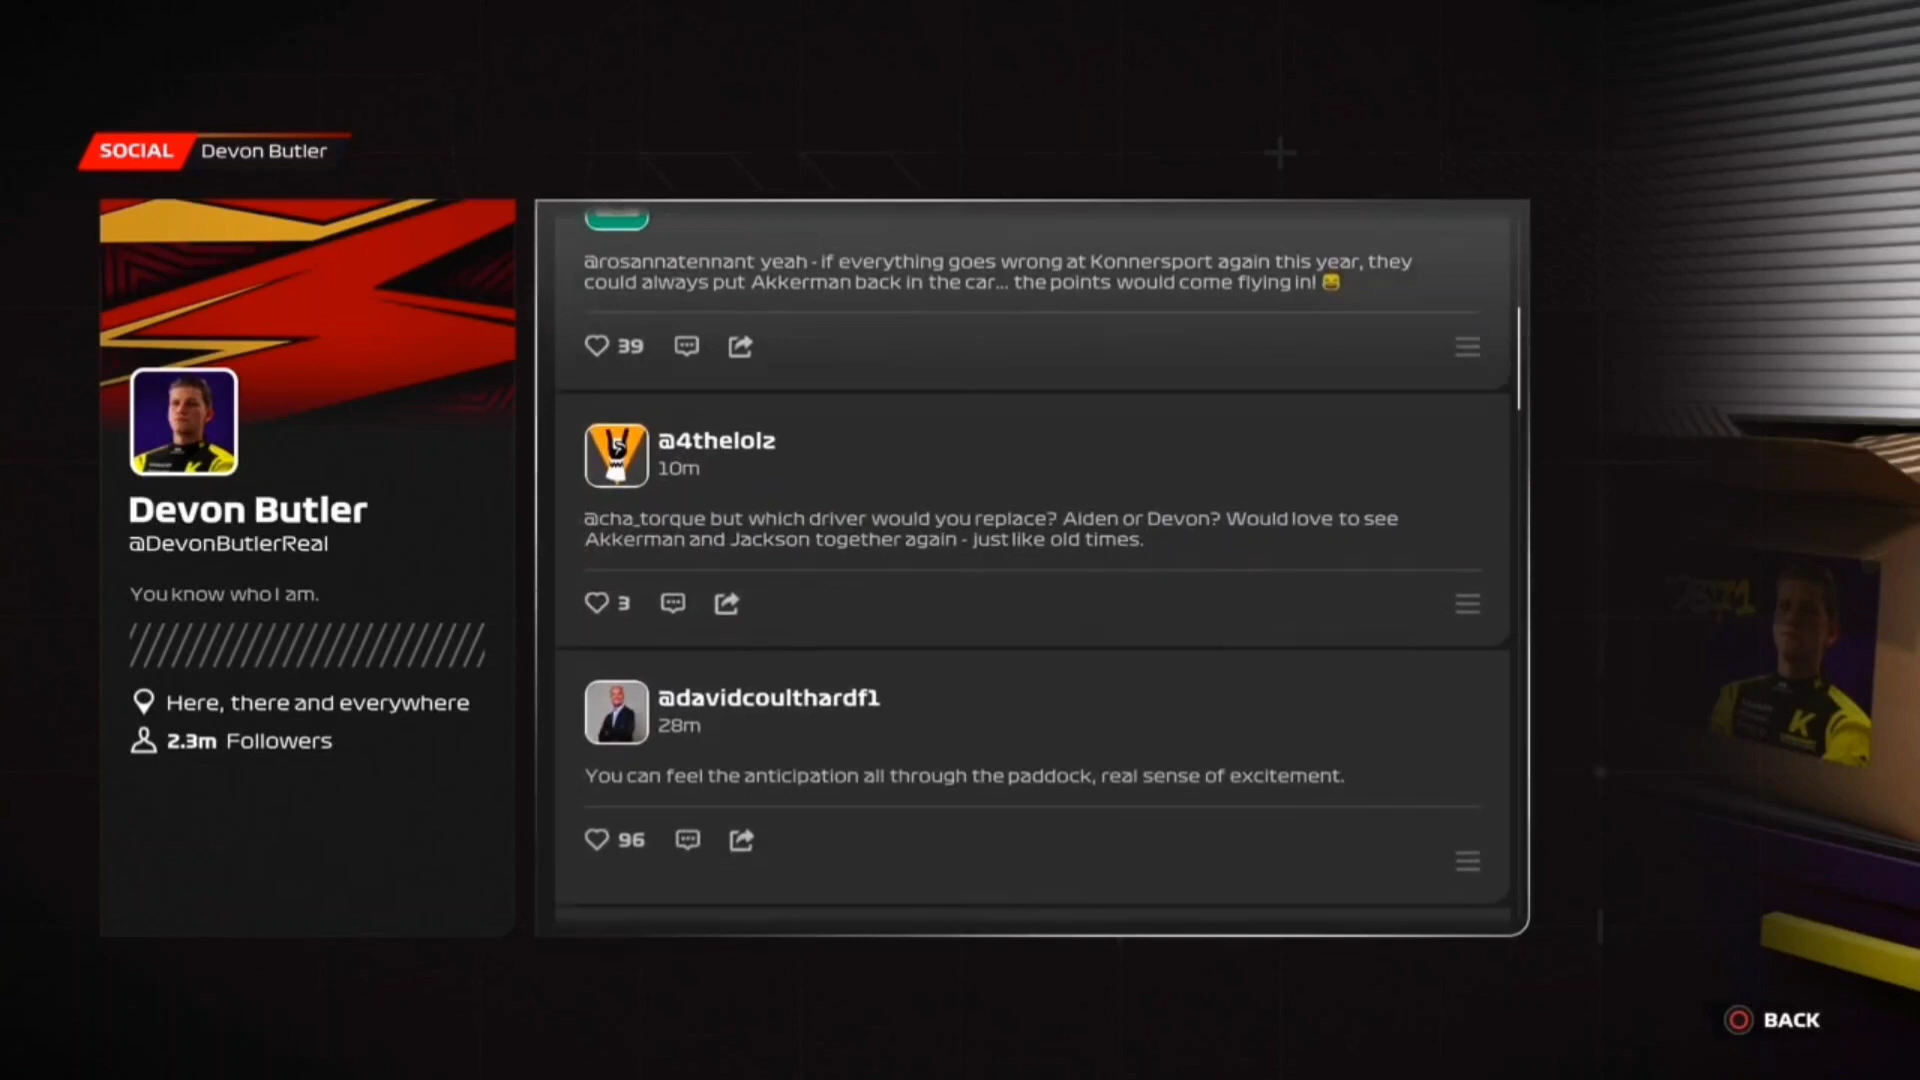 SOCIAL Devon Butler
Devon Butler
@DevonButlerReal
You know who I am.
Here, there and everywhere
2.3m Followers
@rosannatennant yeah - if everything goes wrong at Konnersport again this year, they
could always put Akkerman back in the car... the points would come flying in! 😆
39
@4thelolz
10m
@cha_torque but which driver would you replace? Aiden or Devon? Would love to see
Akkerman and Jackson together again - just like old times.
3
@davidcoulthardf1
28m
You can feel the anticipation all through the paddock, real sense of excitement.
96
BACK